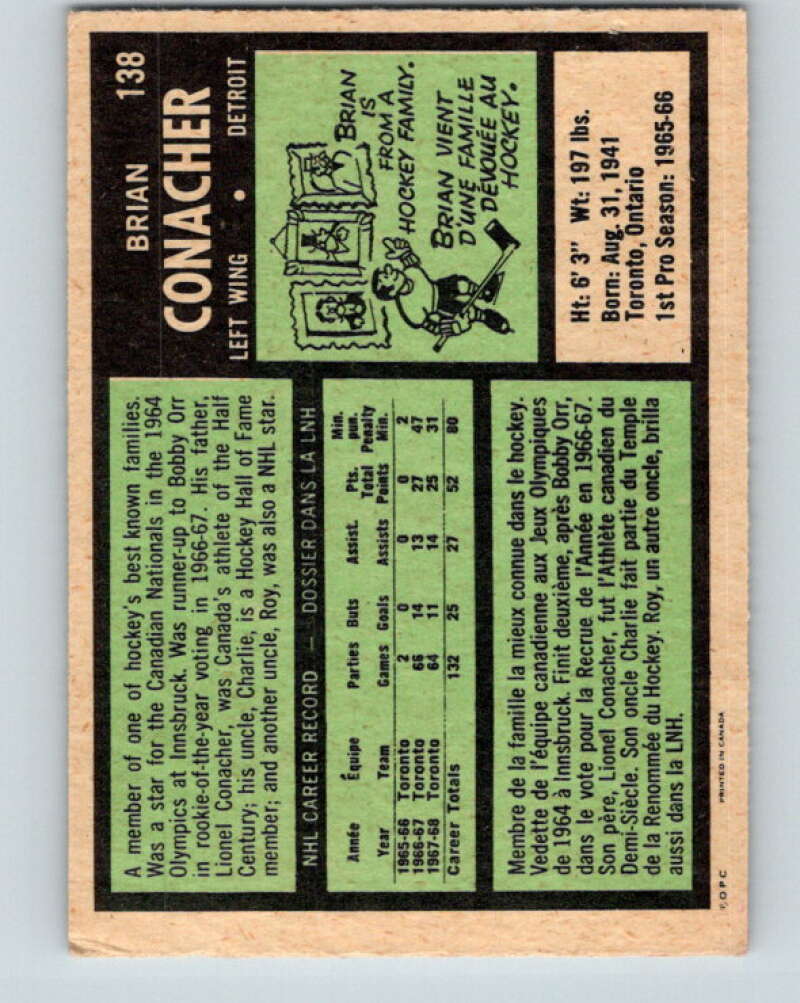 BRIAN 138
CONACHER
LEFT WING • DETROIT
A member of one of hockey's best known families.
Was a star for the Canadian Nationals in the 1964
Olympics at Innsbruck. Was runner-up to Bobby Orr
in rookie-of-the-year voting in 1966-67. His father,
Lionel Conacher, was Canada's athlete of the Half
Century; his uncle, Charlie, is a Hockey Hall of Fame
member; and another uncle, Roy, was also a NHL star.
BRIAN
IS
FROM A
HOCKEY FAMILY.
BRIAN VIENT
D'UNE FAMILLE
DÉVOUÉE AU
HOCKEY.
NHL CAREER RECORD — DOSSIER DANS LA LNH
Année Équipe Parties Buts Assist. Pts. Total Min. pun. Penalty
Year Team Games Goals Assists Points Min.
1965-66 Toronto 2 0 0 0 2
1966-67 Toronto 66 14 13 27 47
1967-68 Toronto 64 11 14 25 31
Career Totals 132 25 27 52 80
Ht: 6' 3" Wt: 197 lbs.
Born: Aug. 31, 1941
Toronto, Ontario
1st Pro Season: 1965-66
Membre de la famille la mieux connue dans le hockey.
Vedette de l'équipe canadienne aux Jeux Olympiques
de 1964 à Innsbruck. Finit deuxième, après Bobby Orr,
dans le vote pour la Recrue de l'Année en 1966-67.
Son père, Lionel Conacher, fut l'Athlète canadien du
Demi-Siècle. Son oncle Charlie fait partie du Temple
de la Renommée du Hockey. Roy, un autre oncle, brilla
aussi dans la LNH.
O P C PRINTED IN CANADA